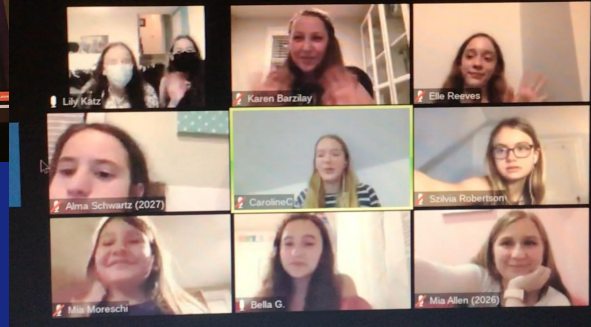 Lily Katz
Karen Barzilay
Elle Reeves
Alma Schwartz (2027)
CarolineC
Szilvia Robertson
Mia Moreschi
Bella G.
Mia Allen (2026)